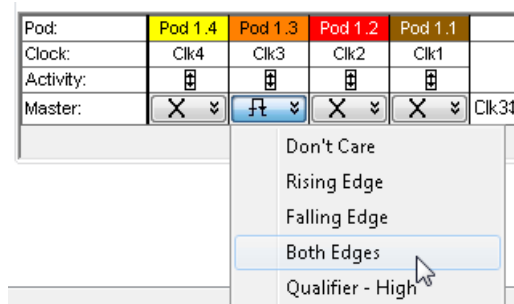 Pod: Pod 1.4 Pod 1.3 Pod 1.2 Pod 1.1
Clock: Clk4 Clk3 Clk2 Clk1
Activity:
Master: X X X Clk3↕
Don't Care
Rising Edge
Falling Edge
Both Edges
Qualifier - High